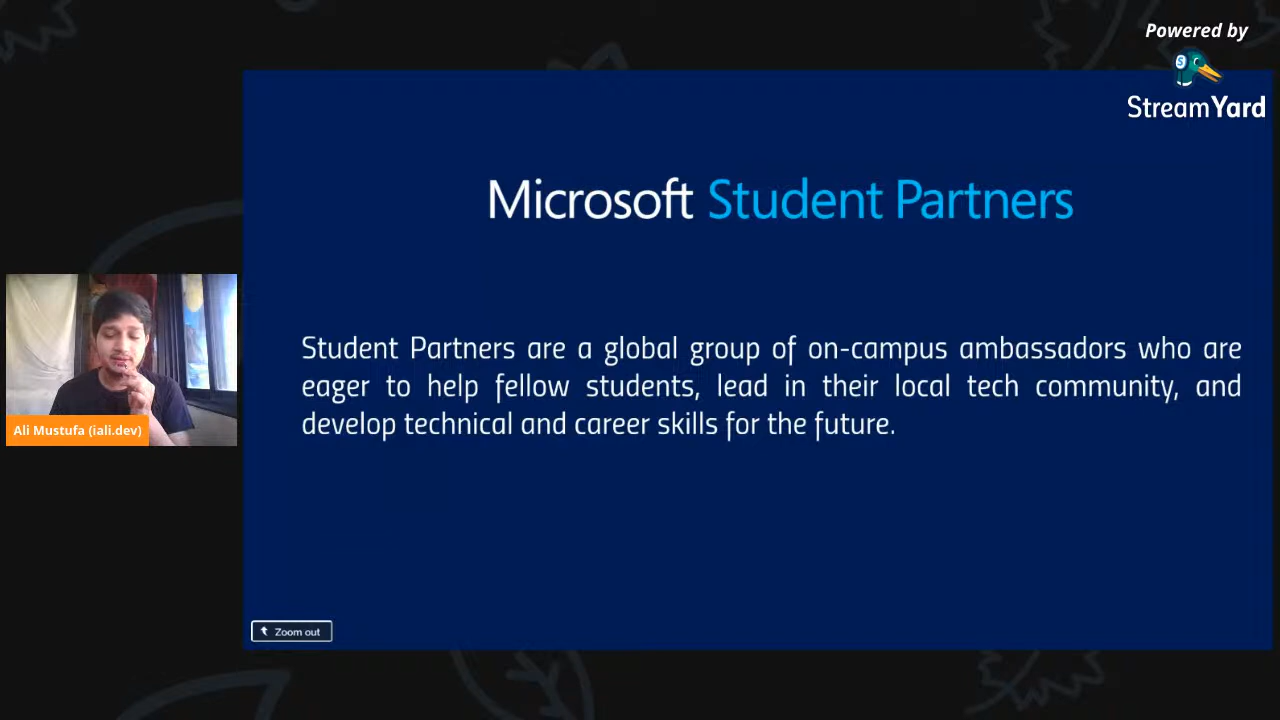 Powered by
StreamYard
Microsoft Student Partners
Student Partners are a global group of on-campus ambassadors who are
eager to help fellow students, lead in their local tech community, and
develop technical and career skills for the future.
Ali Mustufa (iali.dev)
Zoom out